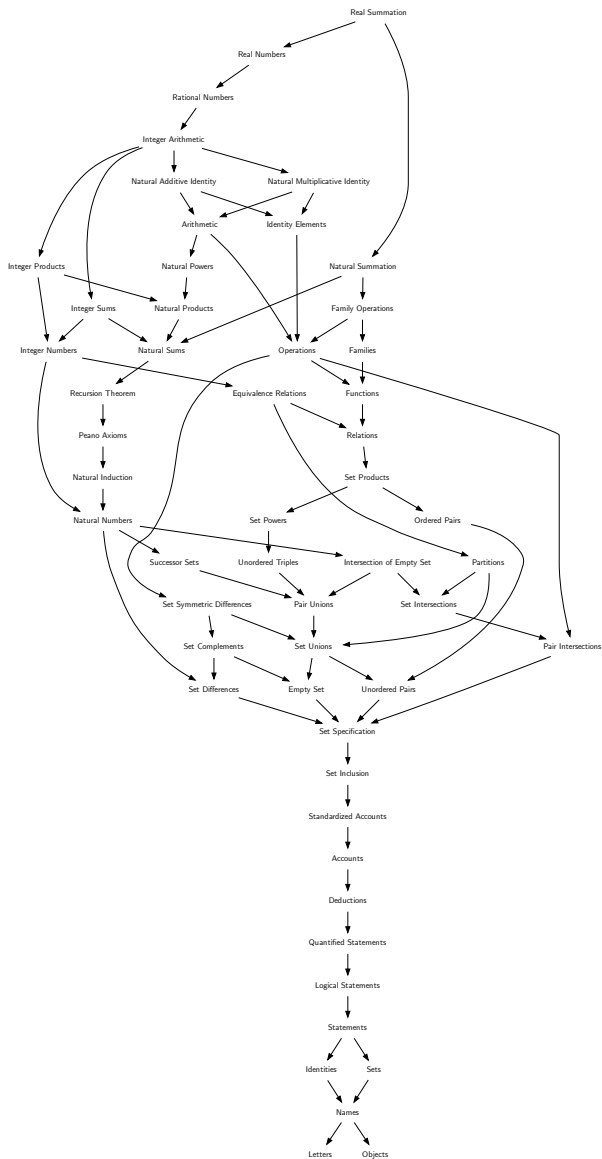 Real Summation
Real Numbers
Rational Numbers
Integer Arithmetic
Natural Additive Identity
Natural Multiplicative Identity
Arithmetic
Identity Elements
Integer Products
Natural Powers
Natural Summation
Integer Sums
Natural Products
Family Operations
Integer Numbers
Natural Sums
Operations
Families
Recursion Theorem
Equivalence Relations
Functions
Peano Axioms
Relations
Natural Induction
Set Products
Natural Numbers
Set Powers
Ordered Pairs
Successor Sets
Unordered Triples
Intersection of Empty Set
Partitions
Set Symmetric Differences
Pair Unions
Set Intersections
Set Complements
Set Unions
Pair Intersections
Set Differences
Empty Set
Unordered Pairs
Set Specification
Set Inclusion
Standardized Accounts
Accounts
Deductions
Quantified Statements
Logical Statements
Statements
Identities
Sets
Names
Letters
Objects